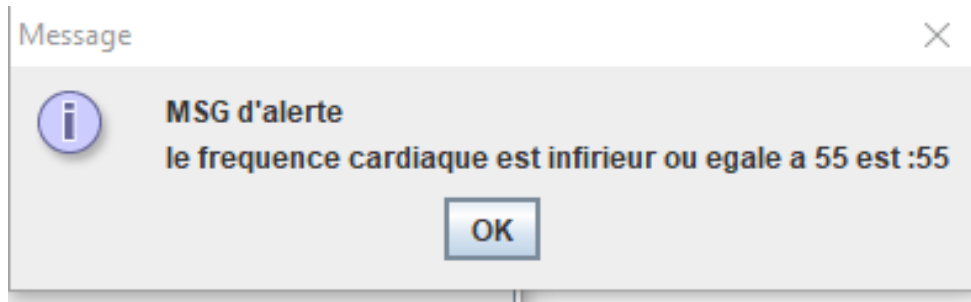 Message
MSG d'alerte
le frequence cardiaque est infirieur ou egale a 55 est :55
OK